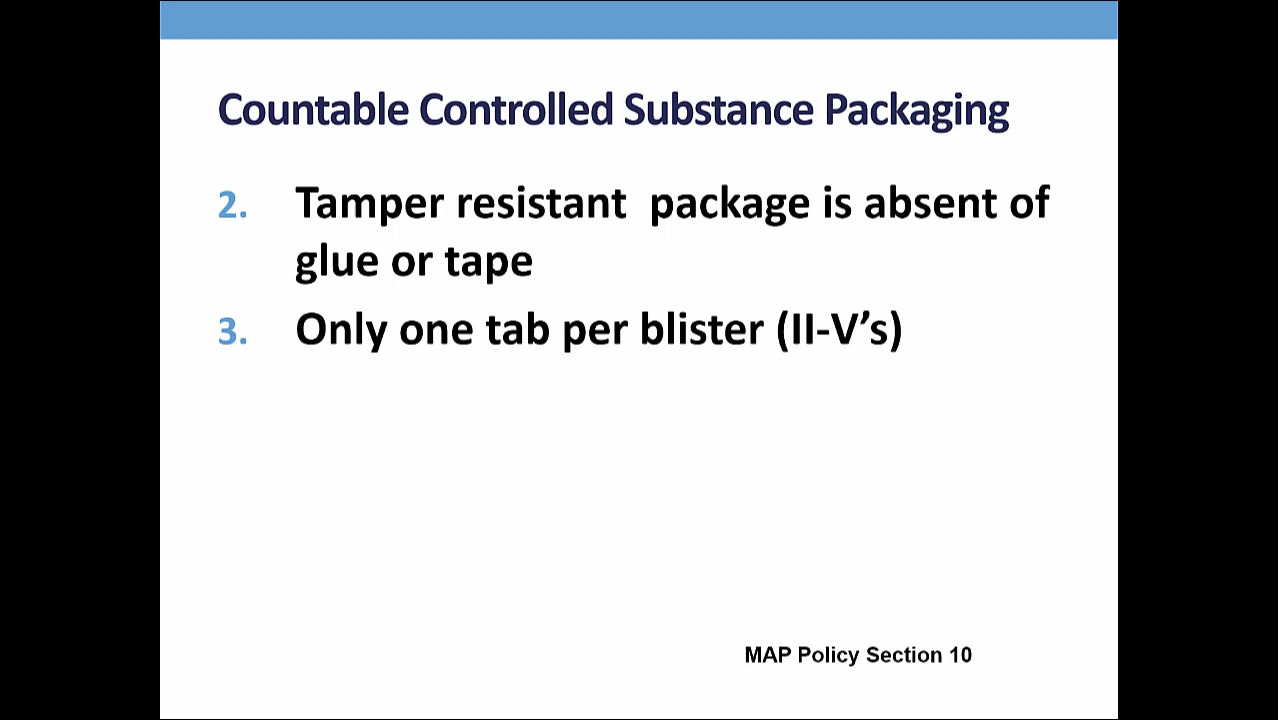 Countable Controlled Substance Packaging
2. Tamper resistant package is absent of
glue or tape
3. Only one tab per blister (II-V’s)
MAP Policy Section 10